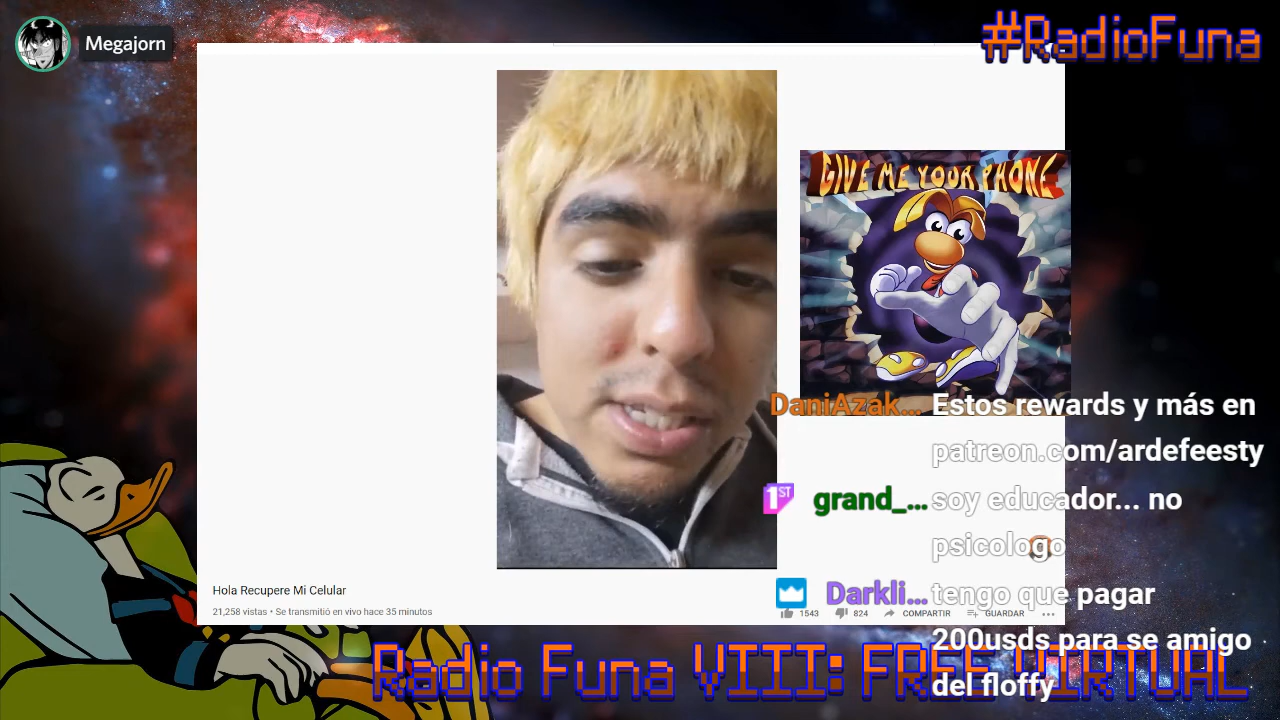 Megajorn
#RadioFuna
GIVE ME YOUR PHONE
DaniAzak... Estos rewards y más en
patreon.com/ardefeesty
1ST grand_... soy educador... no
psicologo
Darkli... tengo que pagar
200usds para se amigo
del floffy
Hola Recupere Mi Celular
21,258 vistas • Se transmitió en vivo hace 35 minutos
1543 824 COMPARTIR GUARDAR ...
Radio Funa VIII: FREE VIRTUAL